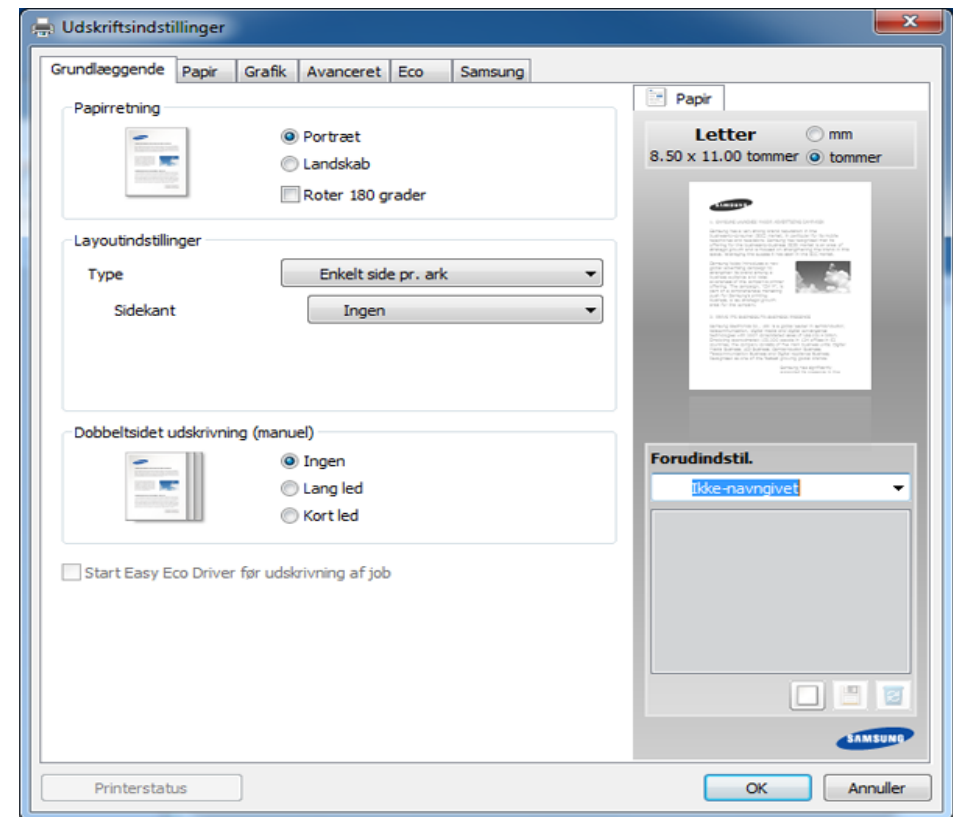 Udskriftsindstillinger
Grundlæggende Papir Grafik Avanceret Eco Samsung
Papirretning
Portræt
Landskab
Roter 180 grader
Layoutindstillinger
Type Enkelt side pr. ark
Sidekant Ingen
Dobbeltsidet udskrivning (manuel)
Ingen
Lang led
Kort led
Start Easy Eco Driver før udskrivning af job
Papir
Letter mm
8.50 x 11.00 tommer tommer
SAMSUNG
Forudindstil.
Ikke-navngivet
SAMSUNG
Printerstatus OK Annuller